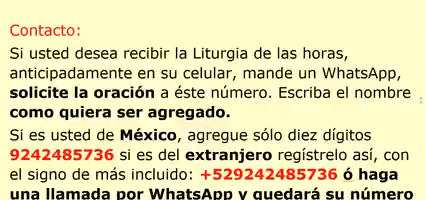 Contacto:
Si usted desea recibir la Liturgia de las horas,
anticipadamente en su celular, mande un WhatsApp,
solicite la oración a éste número. Escriba el nombre
como quiera ser agregado.
Si es usted de México, agregue sólo diez dígitos
9242485736 si es del extranjero regístrelo así, con
el signo de más incluido: +529242485736 ó haga
una llamada por WhatsApp y quedará su número